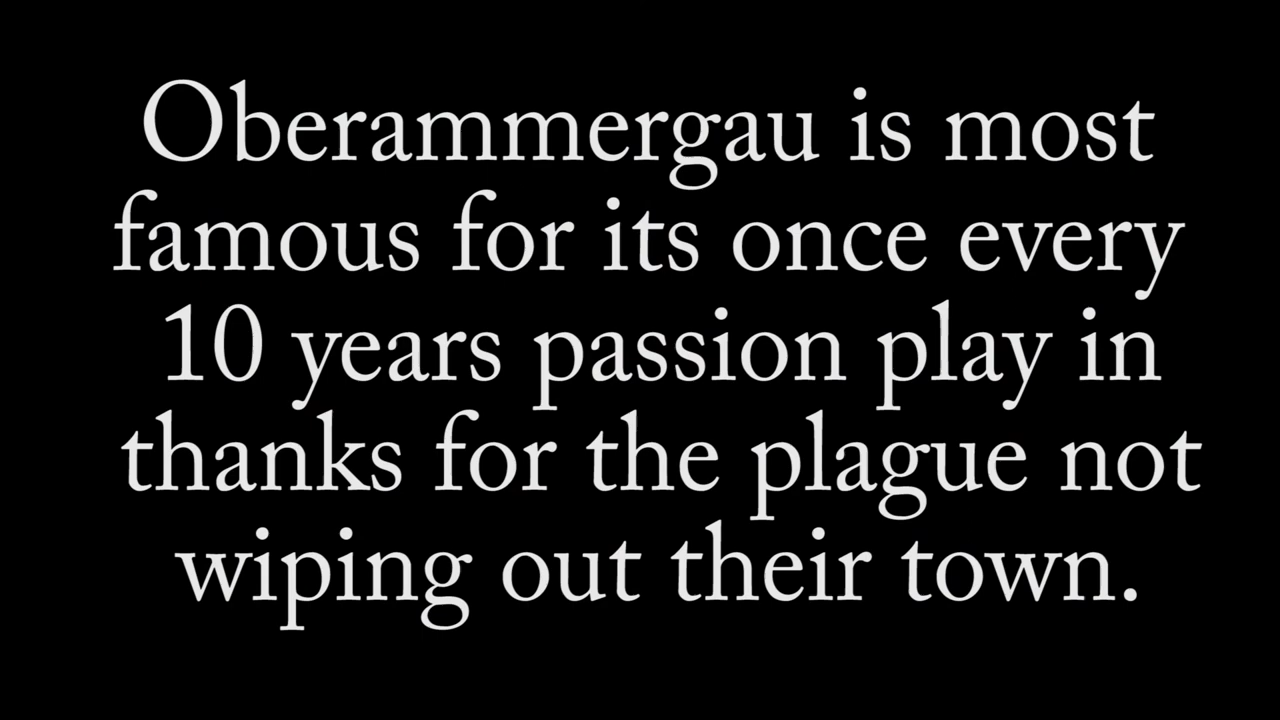 Oberammergau is most
famous for its once every
10 years passion play in
thanks for the plague not
wiping out their town.